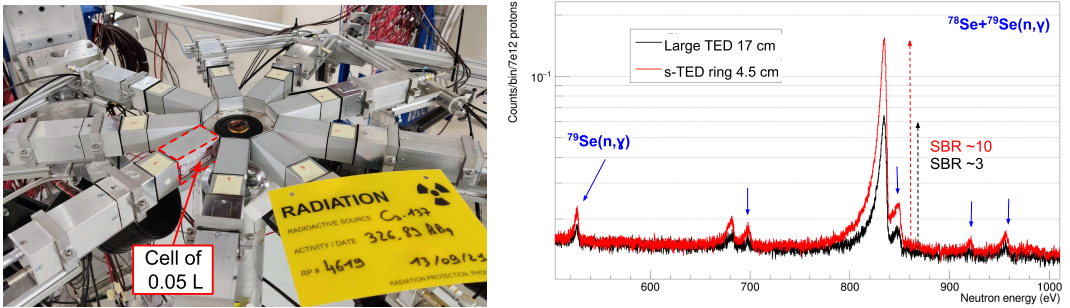 RADIATION
RADIOACTIVE SOURCE Cs-137
ACTIVITY / DATE 326.89 kBq
RP # 4619 13/09/21
RADIATION PROTECTION, PHON
Cell of
0.05 L
Counts/bin/7e12 protons
10⁻¹
⁷⁸Se+⁷⁹Se(n,γ)
Large TED 17 cm
s-TED ring 4.5 cm
⁷⁹Se(n,γ)
SBR ~10
SBR ~3
600 700 800 900 1000
Neutron energy (eV)